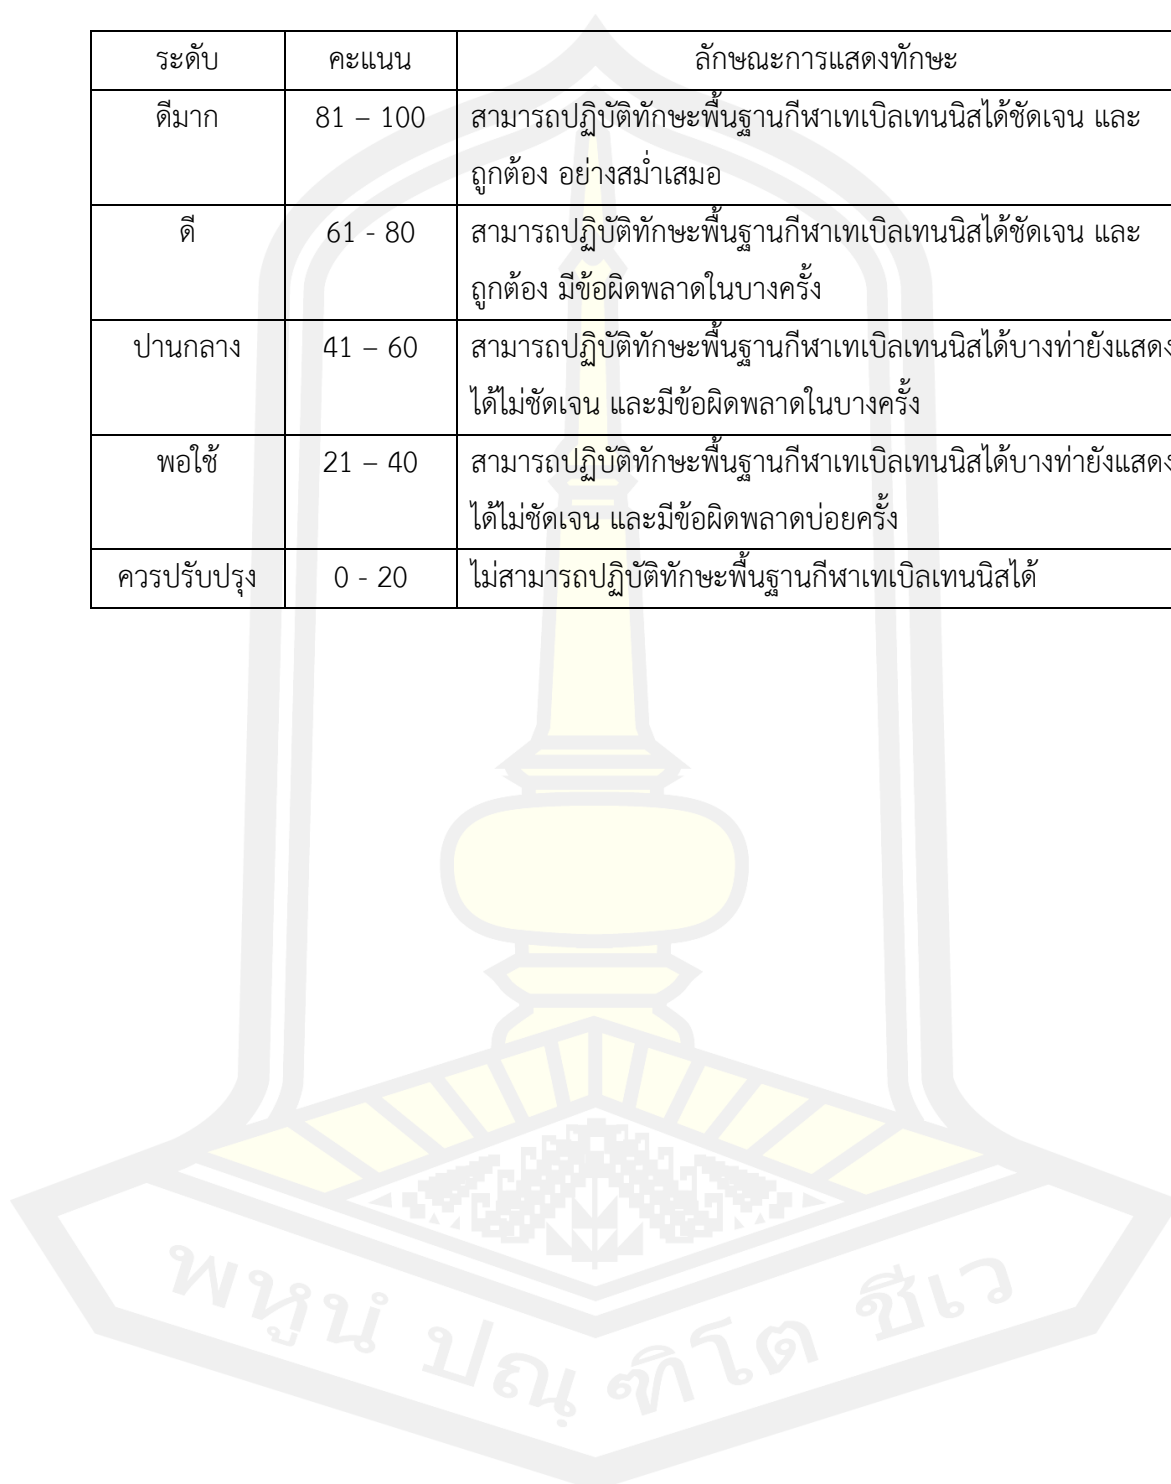 ระดับ คะแนน ลักษณะการแสดงทักษะ
ดีมาก 81 – 100 สามารถปฏิบัติทักษะพื้นฐานกีฬาเทเบิลเทนนิสได้ชัดเจน และ
ถูกต้อง อย่างสม่ำเสมอ
ดี 61 - 80 สามารถปฏิบัติทักษะพื้นฐานกีฬาเทเบิลเทนนิสได้ชัดเจน และ
ถูกต้อง มีข้อผิดพลาดในบางครั้ง
ปานกลาง 41 – 60 สามารถปฏิบัติทักษะพื้นฐานกีฬาเทเบิลเทนนิสได้บางท่ายังแสดง
ได้ไม่ชัดเจน และมีข้อผิดพลาดในบางครั้ง
พอใช้ 21 – 40 สามารถปฏิบัติทักษะพื้นฐานกีฬาเทเบิลเทนนิสได้บางท่ายังแสดง
ได้ไม่ชัดเจน และมีข้อผิดพลาดบ่อยครั้ง
ควรปรับปรุง 0 - 20 ไม่สามารถปฏิบัติทักษะพื้นฐานกีฬาเทเบิลเทนนิสได้
พหูนํ ปณฺ ฑิโต ชีเว